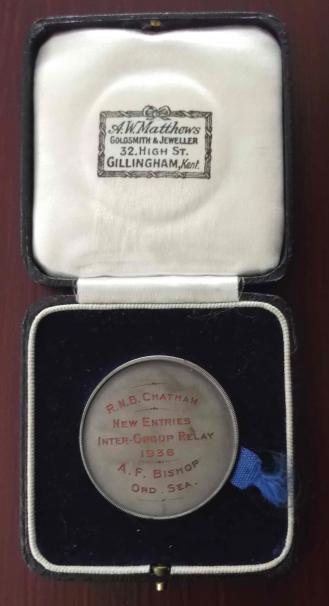 A.W. Matthews
GOLDSMITH & JEWELLER
32. HIGH ST.
GILLINGHAM, Kent.
R.N.B. CHATHAM
NEW ENTRIES
INTER-GROUP RELAY
1936
A.F. BISHOP
ORD. SEA.